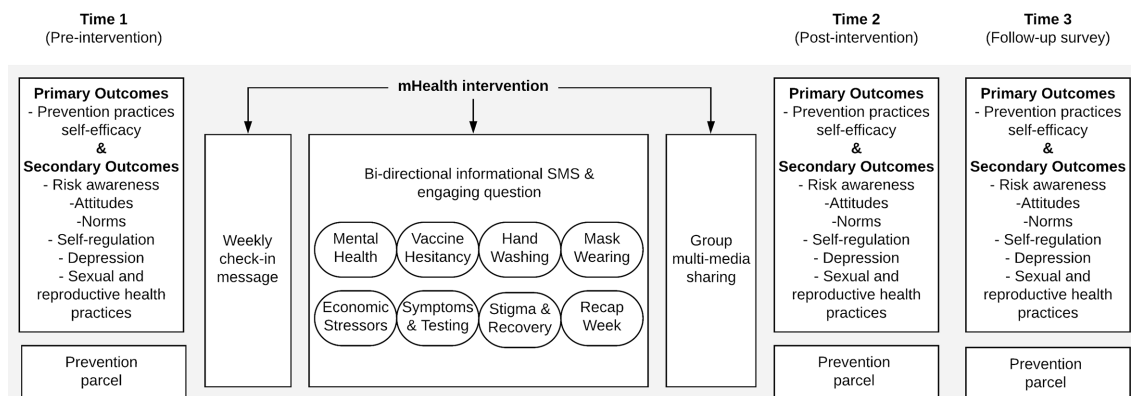 Time 1
(Pre-intervention)
Time 2
(Post-intervention)
Time 3
(Follow-up survey)
Primary Outcomes
- Prevention practices
self-efficacy
&
Secondary Outcomes
- Risk awareness
-Attitudes
-Norms
- Self-regulation
- Depression
- Sexual and
reproductive health
practices
Prevention
parcel
mHealth intervention
Weekly
check-in
message
Bi-directional informational SMS &
engaging question
Mental
Health
Vaccine
Hesitancy
Hand
Washing
Mask
Wearing
Economic
Stressors
Symptoms
& Testing
Stigma &
Recovery
Recap
Week
Group
multi-media
sharing
Primary Outcomes
- Prevention practices
self-efficacy
&
Secondary Outcomes
- Risk awareness
-Attitudes
-Norms
- Self-regulation
- Depression
- Sexual and
reproductive health
practices
Prevention
parcel
Primary Outcomes
- Prevention practices
self-efficacy
&
Secondary Outcomes
- Risk awareness
-Attitudes
-Norms
- Self-regulation
- Depression
- Sexual and
reproductive health
practices
Prevention
parcel